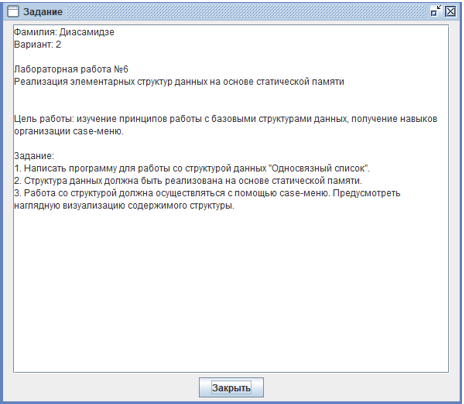 Задание
Фамилия: Диасамидзе
Вариант: 2
Лабораторная работа №6
Реализация элементарных структур данных на основе статической памяти
Цель работы: изучение принципов работы с базовыми структурами данных, получение навыков
организации case-меню.
Задание:
1. Написать программу для работы со структурой данных "Односвязный список".
2. Структура данных должна быть реализована на основе статической памяти.
3. Работа со структурой должна осуществляться с помощью case-меню. Предусмотреть
наглядную визуализацию содержимого структуры.
Закрыть